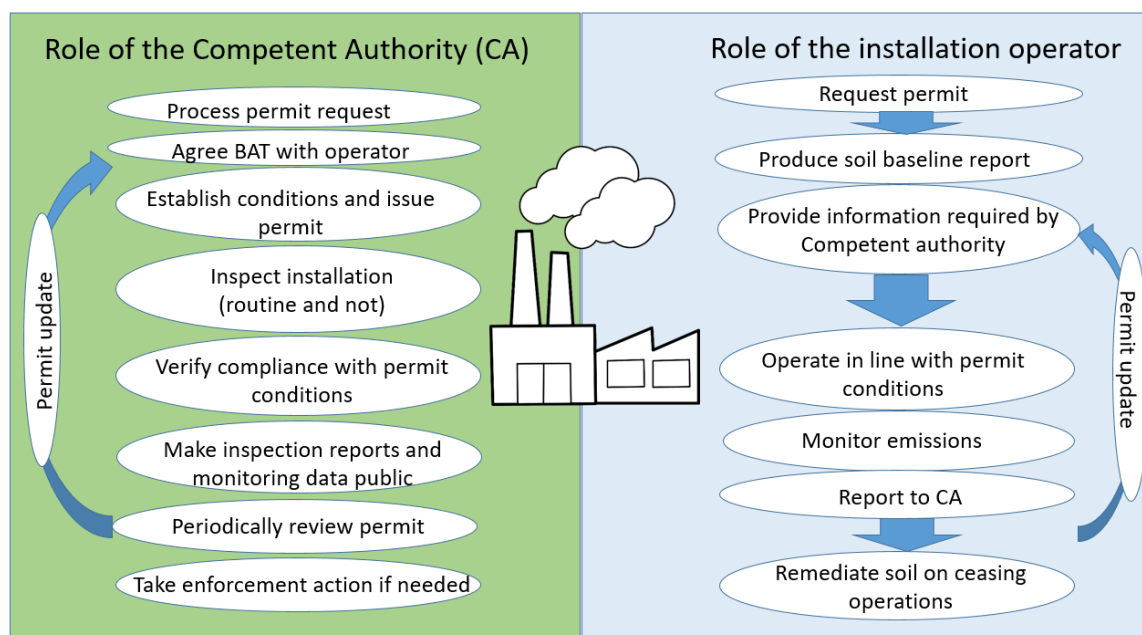 Role of the Competent Authority (CA)
Process permit request
Agree BAT with operator
Establish conditions and issue
permit
Inspect installation
(routine and not)
Verify compliance with permit
conditions
Make inspection reports and
monitoring data public
Periodically review permit
Take enforcement action if needed
Permit update
Role of the installation operator
Request permit
Produce soil baseline report
Provide information required by
Competent authority
Operate in line with permit
conditions
Monitor emissions
Report to CA
Remediate soil on ceasing
operations
Permit update